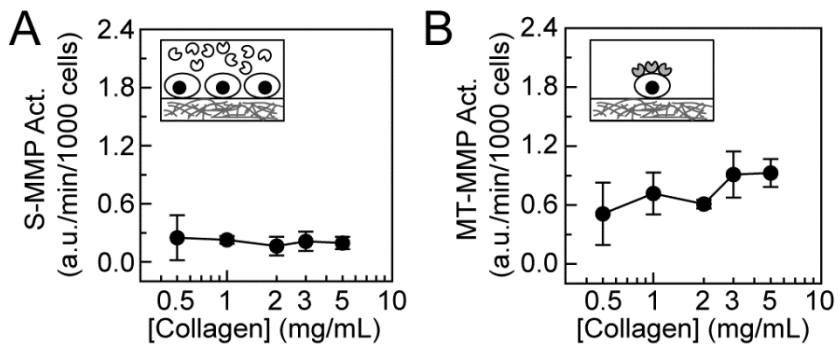 A
S-MMP Act.
(a.u./min/1000 cells)
2.4
1.8
1.2
0.6
0.0
0.5 1 2 3 5 10
[Collagen] (mg/mL)
B
MT-MMP Act.
(a.u./min/1000 cells)
2.4
1.8
1.2
0.6
0.0
0.5 1 2 3 5 10
[Collagen] (mg/mL)